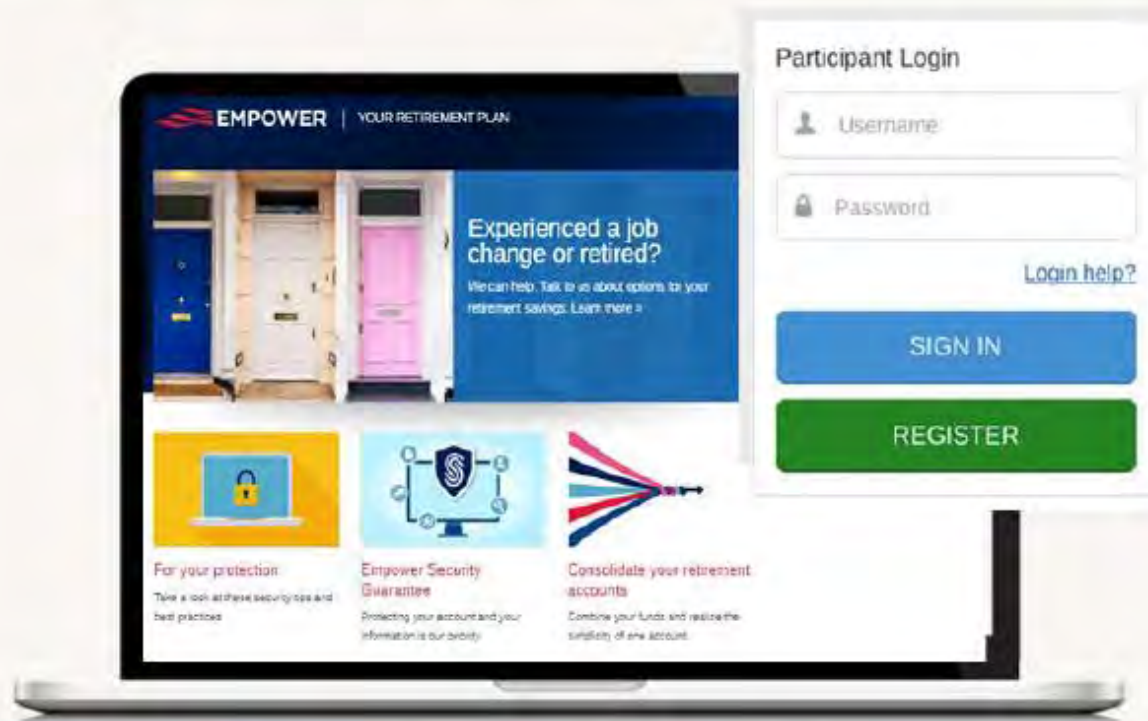 EMPOWER | YOUR RETIREMENT PLAN
Experienced a job
change or retired?
We can help. Talk to us about options for your
retirement savings. Learn more »
For your protection
Take a look at these security tips and
best practices
Empower Security
Guarantee
Protecting your account and your
information is our priority
Consolidate your retirement
accounts
Combine your funds and realize the
simplicity of one account.
Participant Login
Username
Password
Login help?
SIGN IN
REGISTER